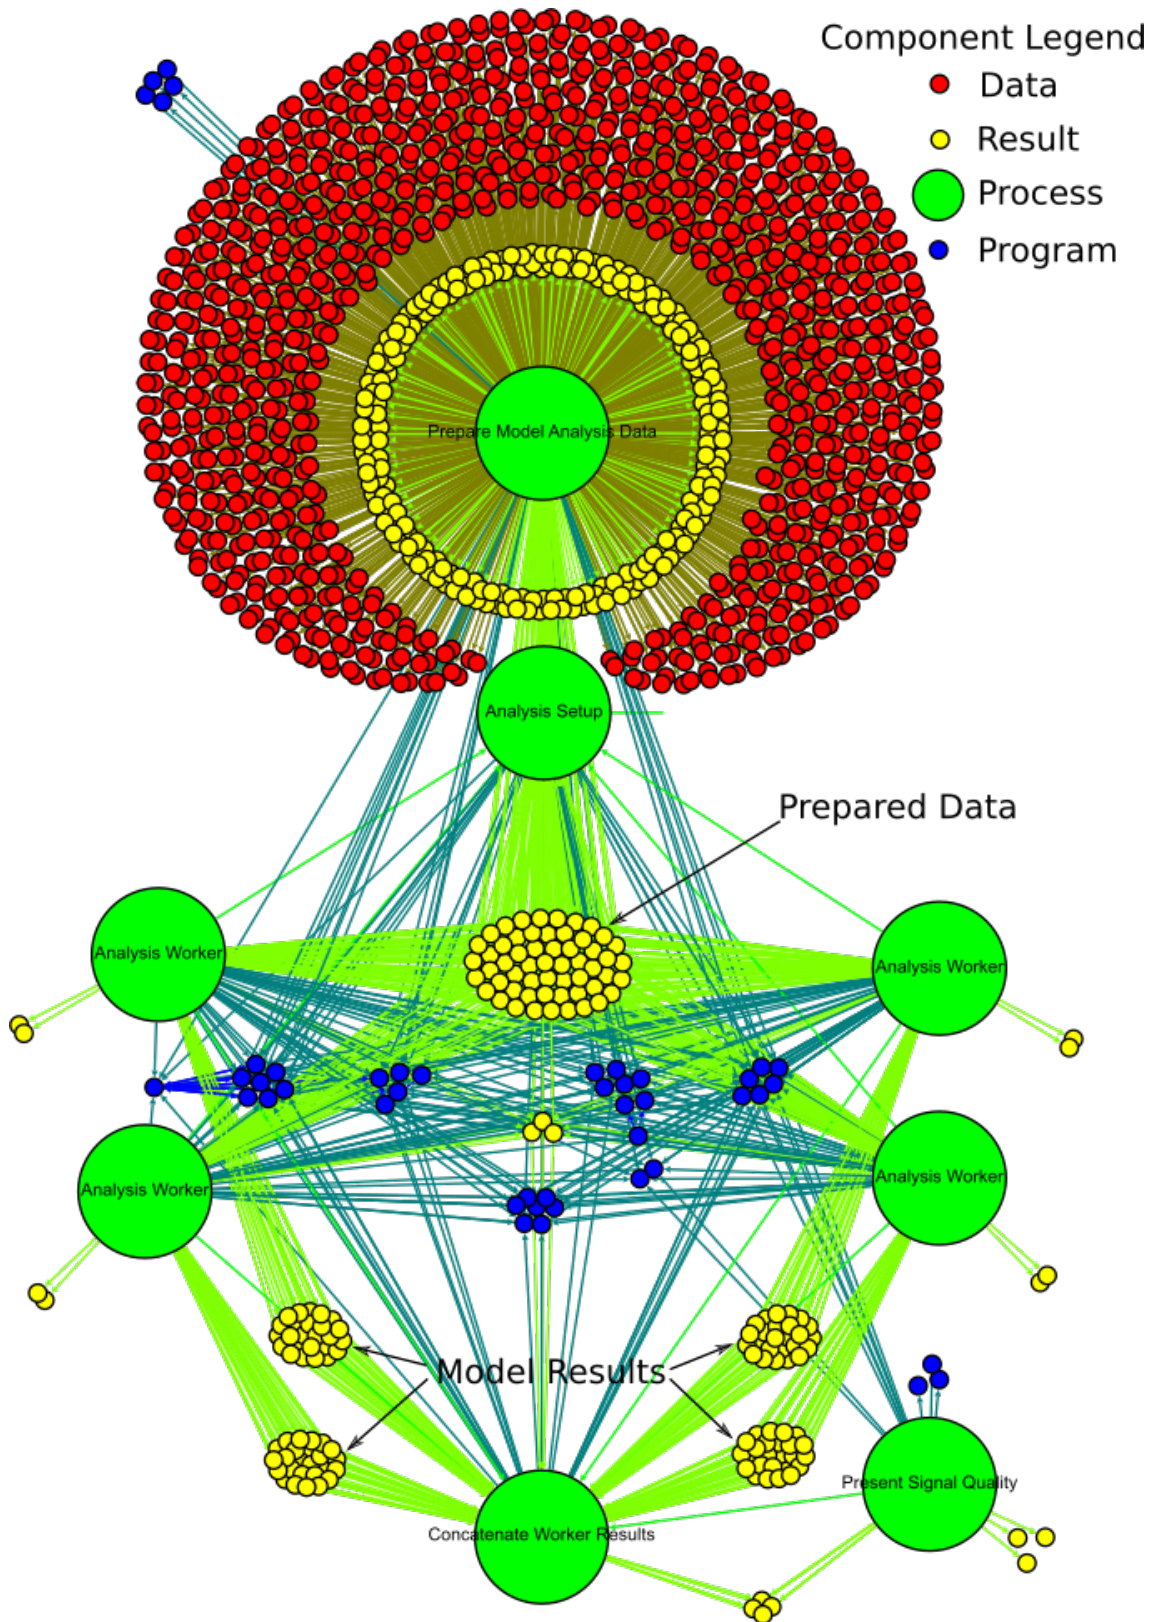 Component Legend
Data
Result
Process
Program
Prepare Model Analysis Data
Analysis Setup
Prepared Data
Analysis Worker
Analysis Worker
Analysis Worker
Analysis Worker
Model Results
Present Signal Quality
Concatenate Worker Results